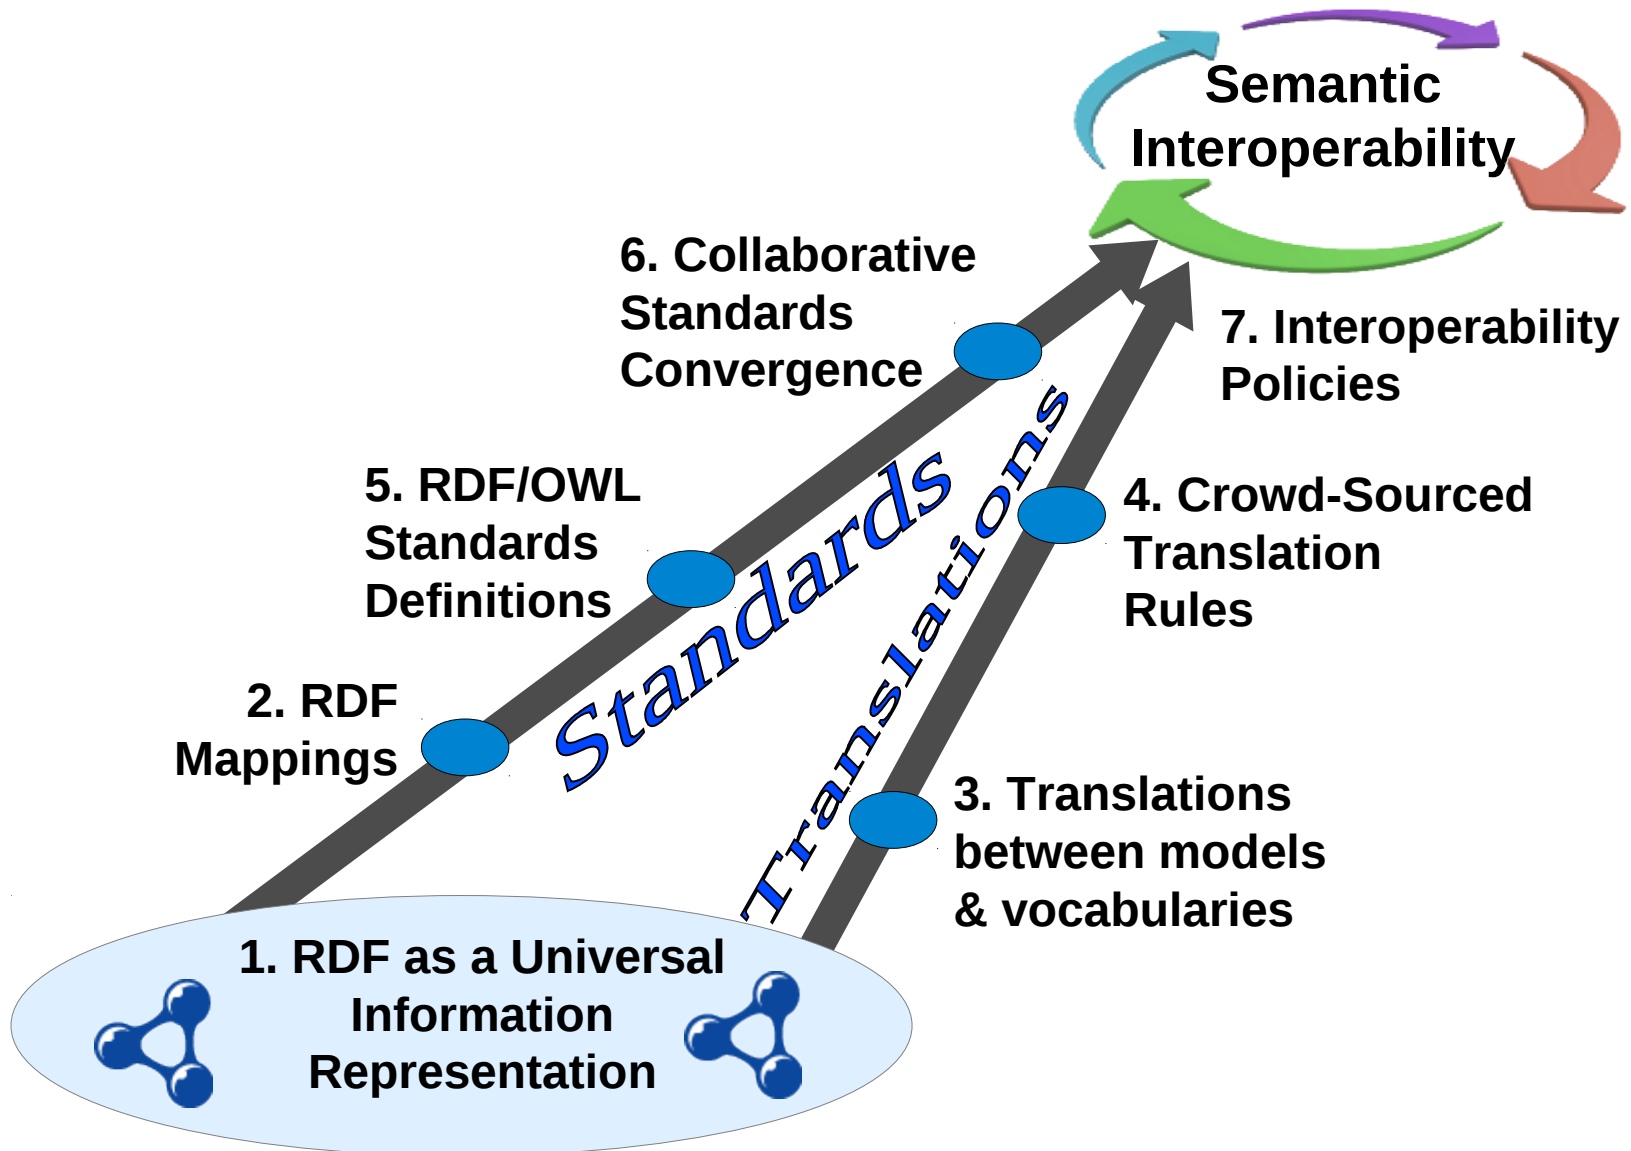 Semantic
Interoperability
6. Collaborative
Standards
Convergence
7. Interoperability
Policies
5. RDF/OWL
Standards
Definitions
Standards
Translations
4. Crowd-Sourced
Translation
Rules
2. RDF
Mappings
3. Translations
between models
& vocabularies
1. RDF as a Universal
Information
Representation